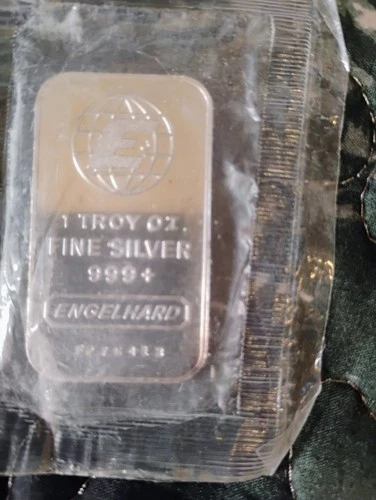 E
1 TROY OZ.
FINE SILVER
999+
ENGELHARD